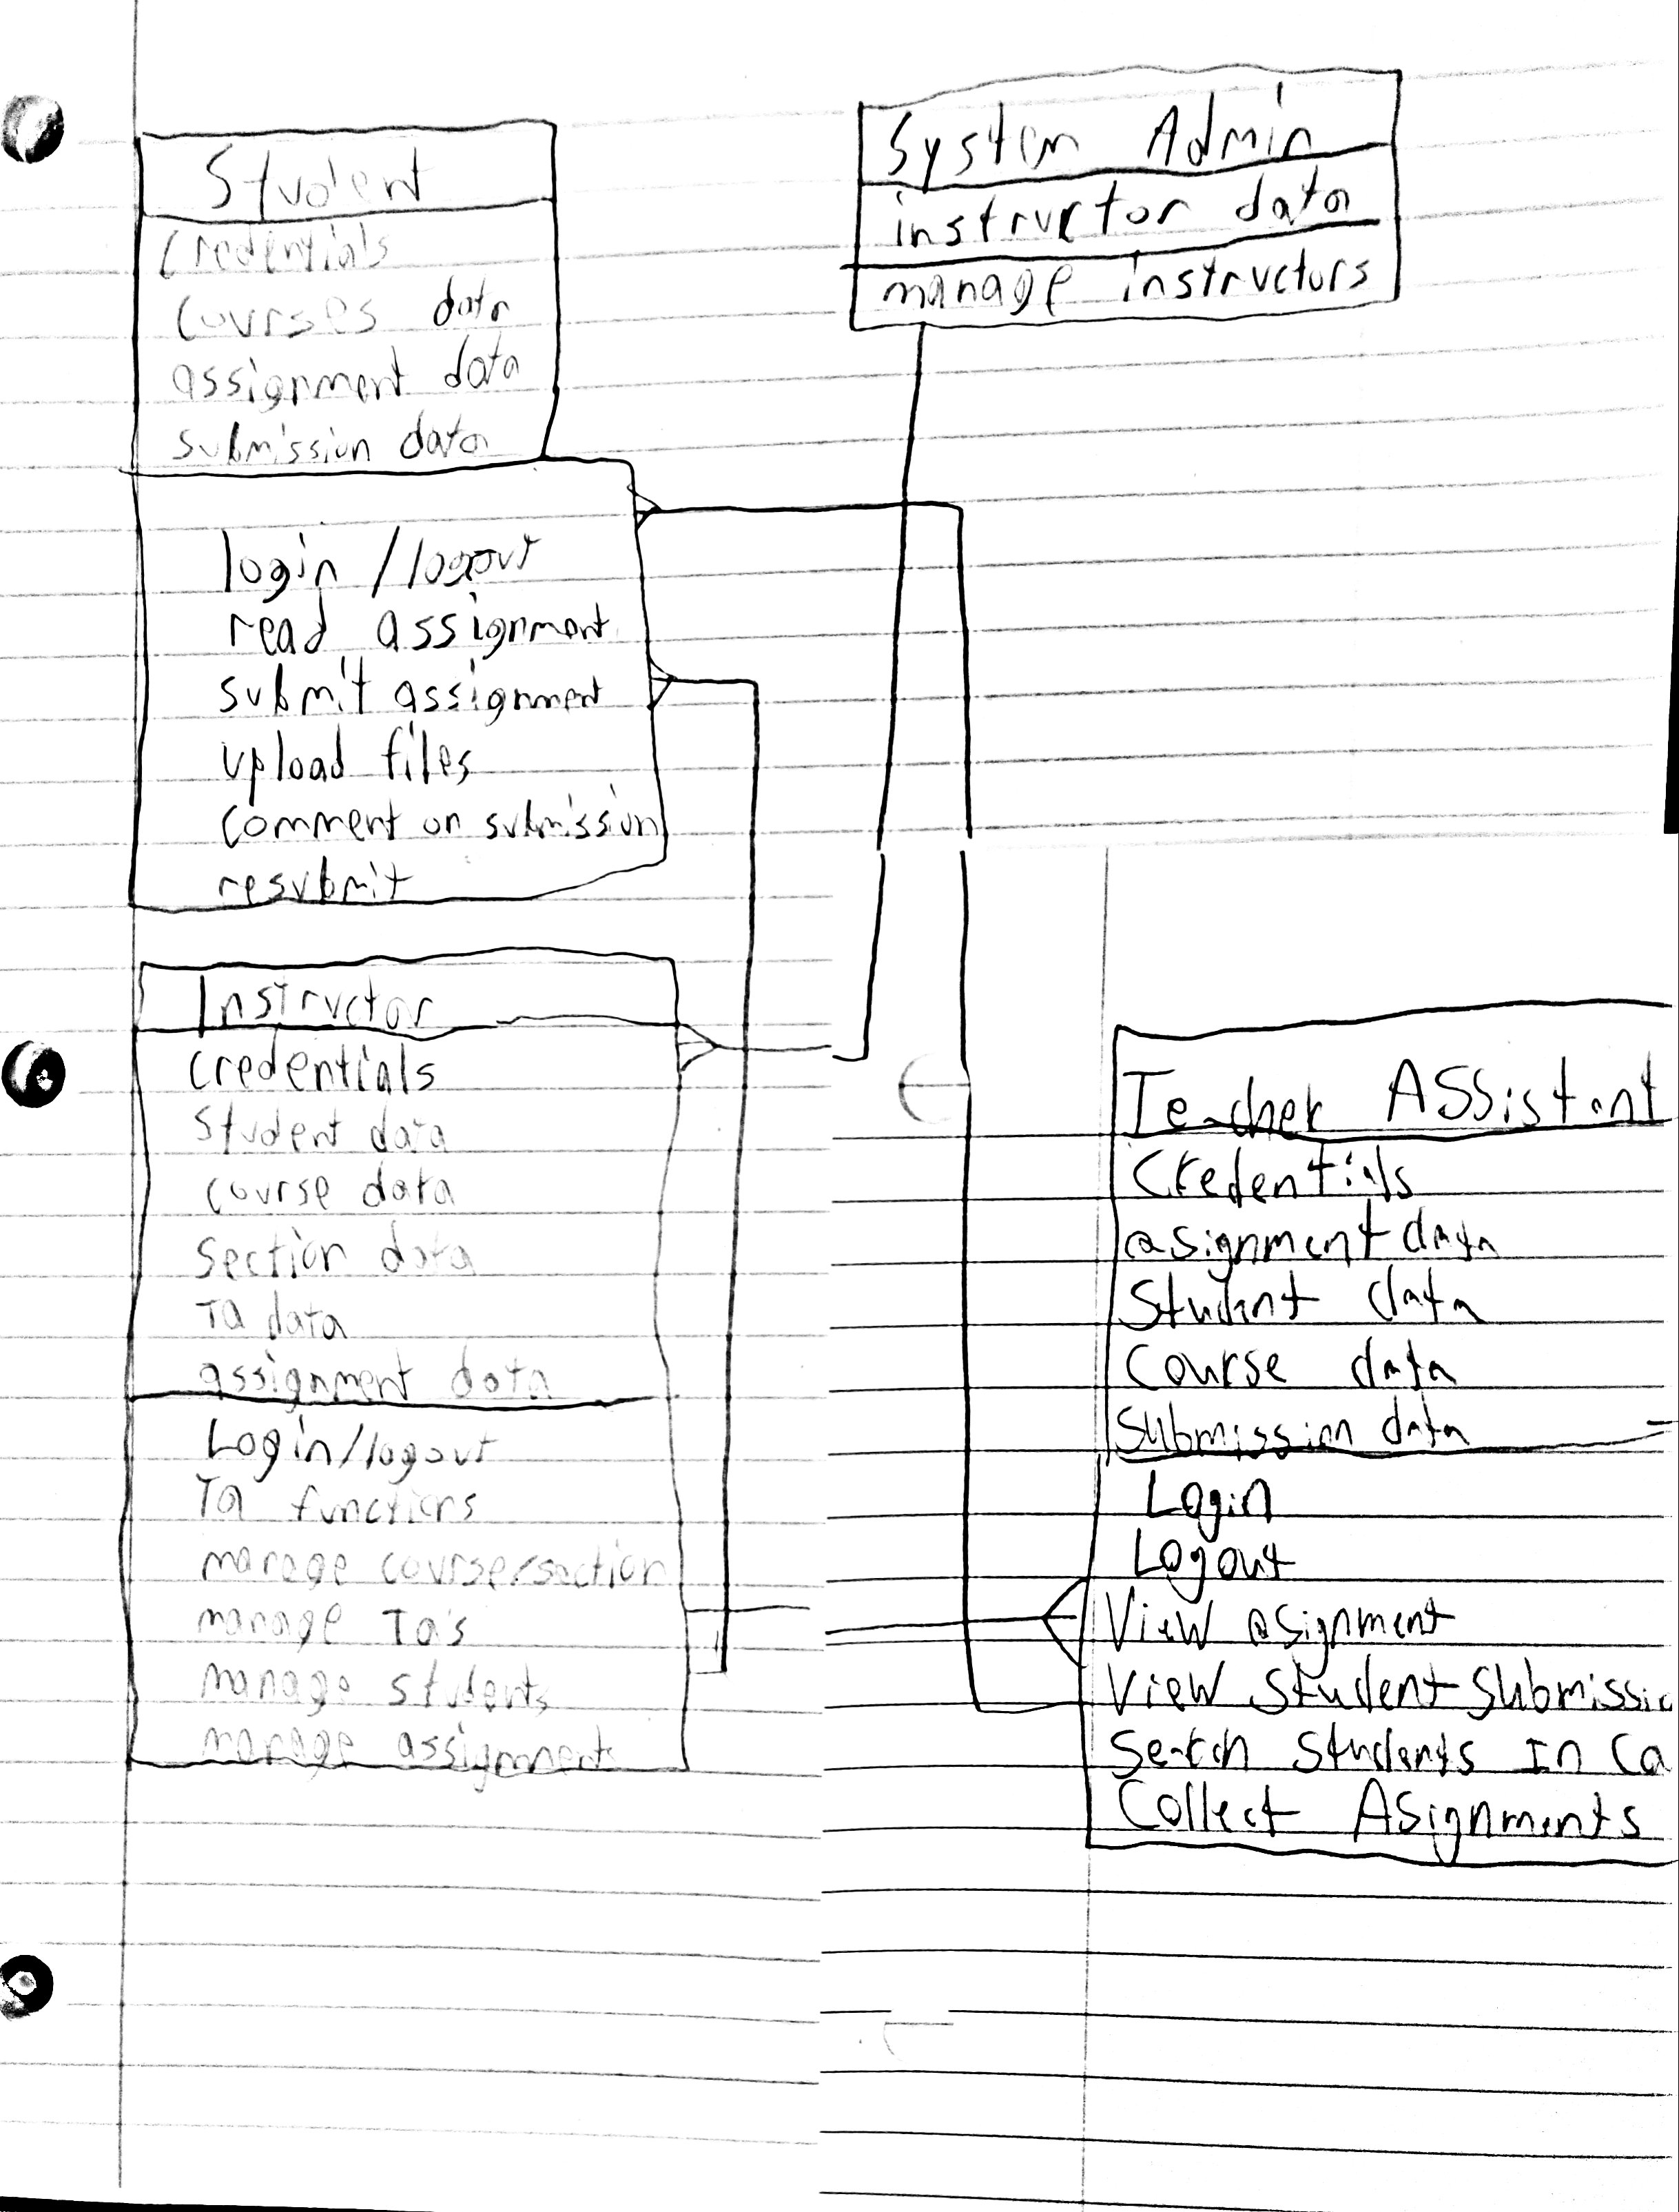 Student
credentials
courses data
assignment data
submission data
login / logout
read assignment
submit assignment
upload files
comment on submission
resubmit
System Admin
instructor data
manage instructors
Instructor
credentials
Student data
course data
Section data
Ta data
assignment data
Login/logout
Ta functions
manage course/section
manage Ta's
manage students
manage assignments
Teacher ASSistant
Credentials
asignment data
Student data
Course data
Submission data
Login
Logout
View asignment
View Student Submissio
Search Students In Co
Collect Asignments